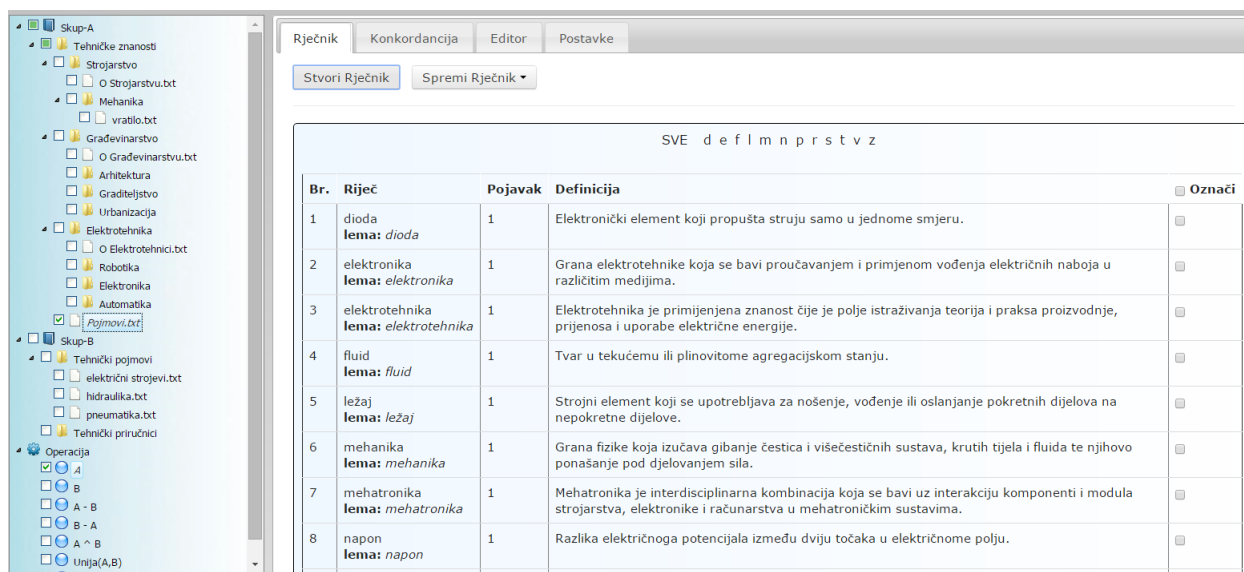 Skup-A
Tehničke znanosti
Strojarstvo
O Strojarstvu.txt
Mehanika
vratilo.txt
Građevinarstvo
O Građevinarstvu.txt
Arhitektura
Graditeljstvo
Urbanizacija
Elektrotehnika
O Elektrotehnici.txt
Robotika
Elektronika
Automatika
Pojmovi.txt
Skup-B
Tehnički pojmovi
električni strojevi.txt
hidraulika.txt
pneumatika.txt
Tehnički priručnici
Operacija
A
B
A - B
B - A
A ^ B
Unija(A,B)
Rječnik Konkordancija Editor Postavke
Stvori Rječnik Spremi Rječnik
SVE d e f l m n p r s t v z
Br. Riječ Pojavak Definicija Označi
1 dioda 1 Elektronički element koji propušta struju samo u jednome smjeru.
lema: dioda
2 elektronika 1 Grana elektrotehnike koja se bavi proučavanjem i primjenom vođenja električnih naboja u
lema: elektronika različitim medijima.
3 elektrotehnika 1 Elektrotehnika je primijenjena znanost čije je polje istraživanja teorija i praksa proizvodnje,
lema: elektrotehnika prijenosa i uporabe električne energije.
4 fluid 1 Tvar u tekućemu ili plinovitome agregacijskom stanju.
lema: fluid
5 ležaj 1 Strojni element koji se upotrebljava za nošenje, vođenje ili oslanjanje pokretnih dijelova na
lema: ležaj nepokretne dijelove.
6 mehanika 1 Grana fizike koja izučava gibanje čestica i višečestičnih sustava, krutih tijela i fluida te njihovo
lema: mehanika ponašanje pod djelovanjem sila.
7 mehatronika 1 Mehatronika je interdisciplinarna kombinacija koja se bavi uz interakciju komponenti i modula
lema: mehatronika strojarstva, elektronike i računarstva u mehatroničkim sustavima.
8 napon 1 Razlika električnoga potencijala između dviju točaka u električnome polju.
lema: napon